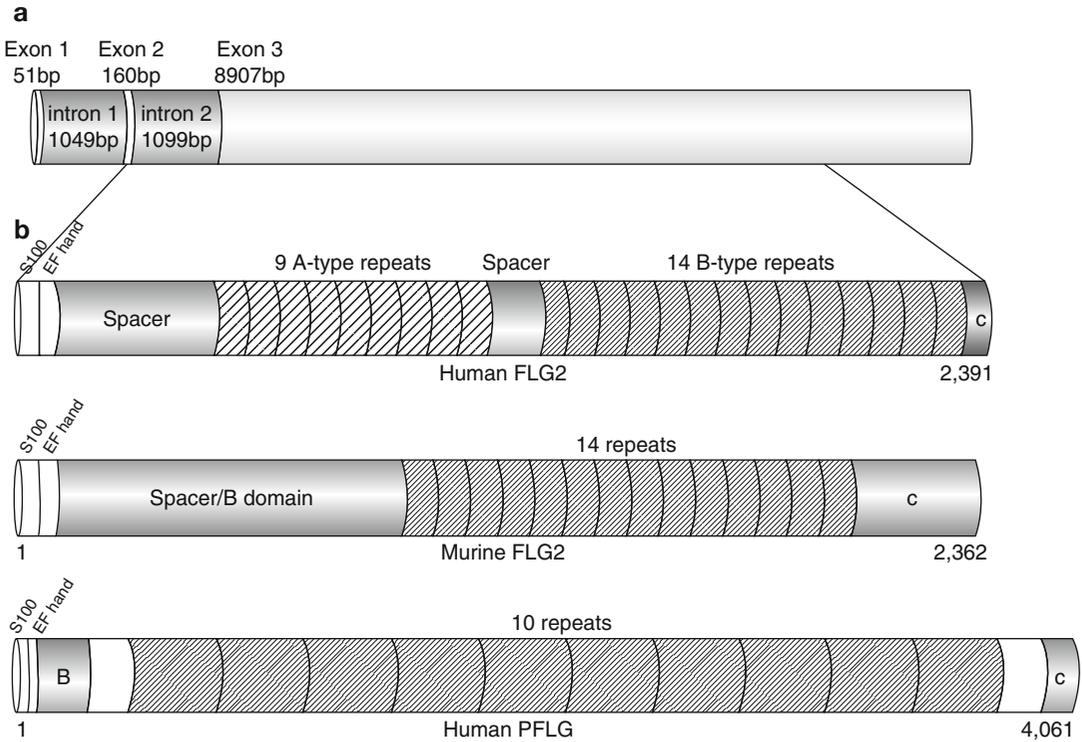 a
Exon 1 Exon 2 Exon 3
51bp 160bp 8907bp
intron 1 intron 2
1049bp 1099bp
b
S100 EF hand
9 A-type repeats Spacer 14 B-type repeats
Spacer c
Human FLG2 2,391
S100 EF hand
14 repeats
Spacer/B domain c
1 Murine FLG2 2,362
S100 EF hand
10 repeats
B c
1 Human PFLG 4,061